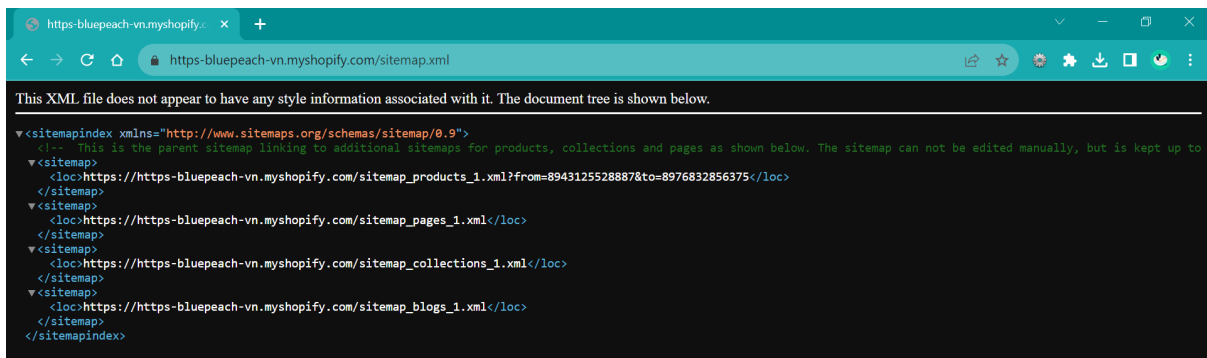 https-bluepeach-vn.myshopify.c
https-bluepeach-vn.myshopify.com/sitemap.xml
This XML file does not appear to have any style information associated with it. The document tree is shown below.
▼<sitemapindex xmlns="http://www.sitemaps.org/schemas/sitemap/0.9">
<!-- This is the parent sitemap linking to additional sitemaps for products, collections and pages as shown below. The sitemap can not be edited manually, but is kept up to
▼<sitemap>
<loc>https://https-bluepeach-vn.myshopify.com/sitemap_products_1.xml?from=8943125528887&to=8976832856375</loc>
</sitemap>
▼<sitemap>
<loc>https://https-bluepeach-vn.myshopify.com/sitemap_pages_1.xml</loc>
</sitemap>
▼<sitemap>
<loc>https://https-bluepeach-vn.myshopify.com/sitemap_collections_1.xml</loc>
</sitemap>
▼<sitemap>
<loc>https://https-bluepeach-vn.myshopify.com/sitemap_blogs_1.xml</loc>
</sitemap>
</sitemapindex>